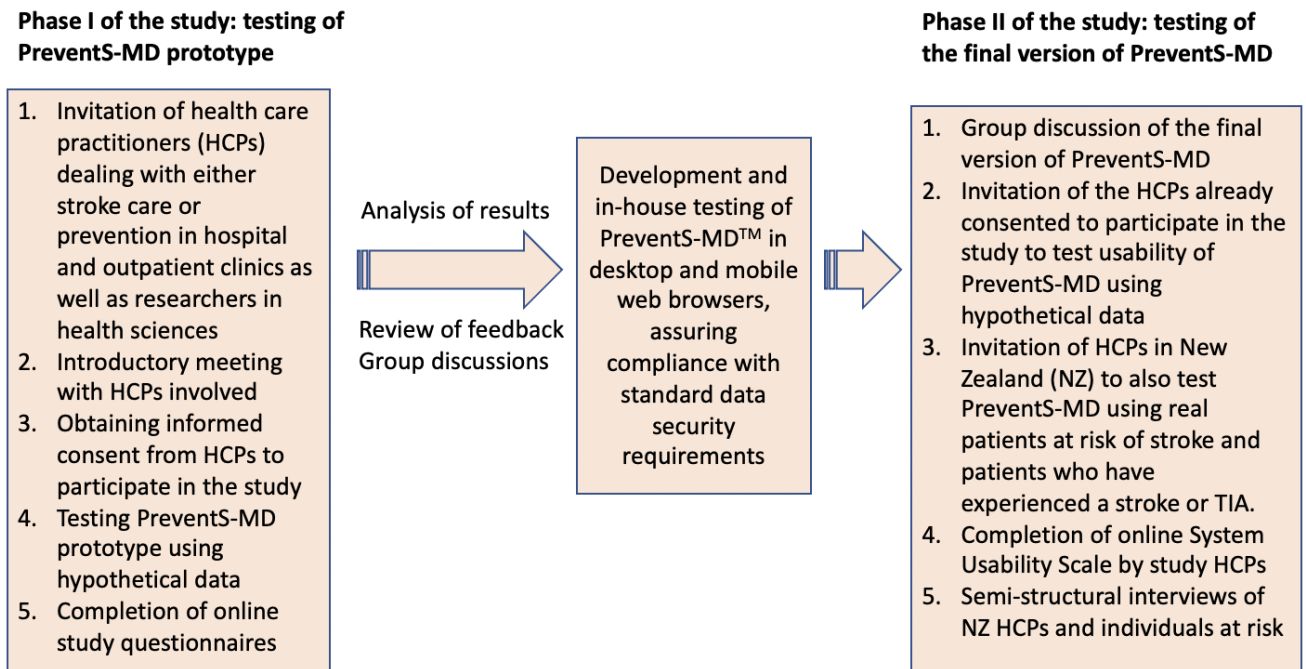 Phase I of the study: testing of
PreventS-MD prototype
1. Invitation of health care
practitioners (HCPs)
dealing with either
stroke care or
prevention in hospital
and outpatient clinics as
well as researchers in
health sciences
2. Introductory meeting
with HCPs involved
3. Obtaining informed
consent from HCPs to
participate in the study
4. Testing PreventS-MD
prototype using
hypothetical data
5. Completion of online
study questionnaires
Analysis of results
Review of feedback
Group discussions
Development and
in-house testing of
PreventS-MD™ in
desktop and mobile
web browsers,
assuring
compliance with
standard data
security
requirements
Phase II of the study: testing of
the final version of PreventS-MD
1. Group discussion of the final
version of PreventS-MD
2. Invitation of the HCPs already
consented to participate in the
study to test usability of
PreventS-MD using
hypothetical data
3. Invitation of HCPs in New
Zealand (NZ) to also test
PreventS-MD using real
patients at risk of stroke and
patients who have
experienced a stroke or TIA.
4. Completion of online System
Usability Scale by study HCPs
5. Semi-structural interviews of
NZ HCPs and individuals at risk